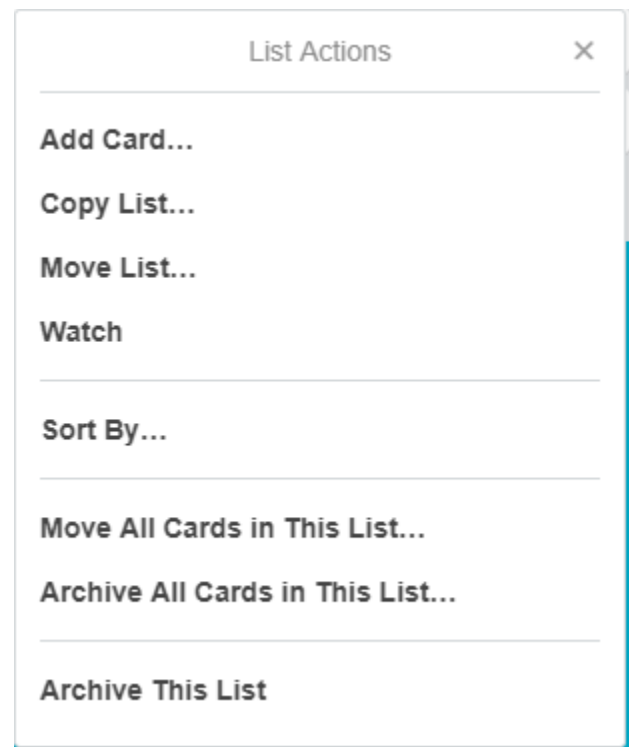 List Actions
Add Card...
Copy List...
Move List...
Watch
Sort By...
Move All Cards in This List...
Archive All Cards in This List...
Archive This List